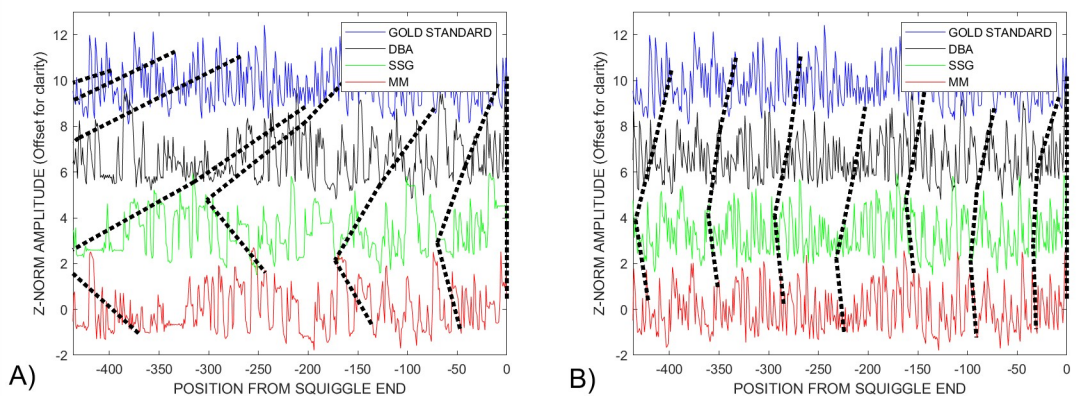 GOLD STANDARD
DBA
SSG
MM
12
10
8
6
4
2
0
-2
Z-NORM AMPLITUDE (Offset for clarity)
-400 -350 -300 -250 -200 -150 -100 -50 0
POSITION FROM SQUIGGLE END
A)
GOLD STANDARD
DBA
SSG
MM
12
10
8
6
4
2
0
-2
Z-NORM AMPLITUDE (Offset for clarity)
-400 -350 -300 -250 -200 -150 -100 -50 0
POSITION FROM SQUIGGLE END
B)